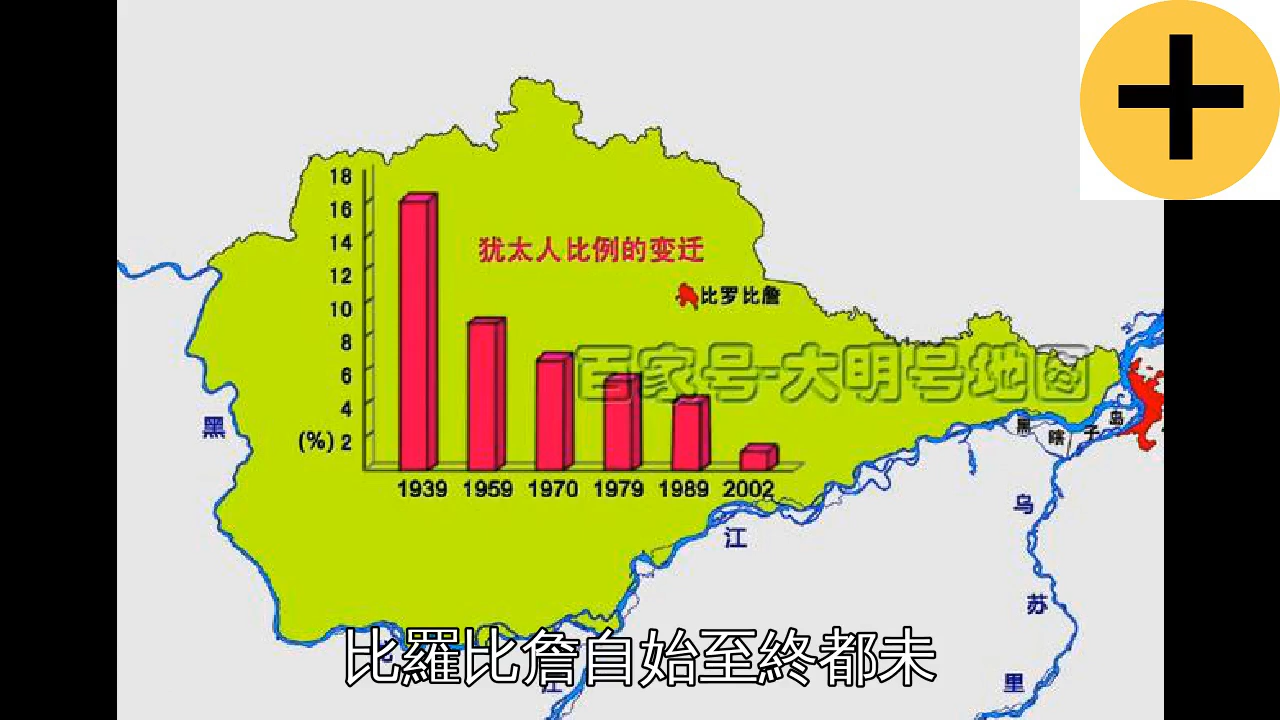 18
16
14
12
10
8
6
4
(%) 2
犹太人比例的变迁
比罗比詹
百家号·大明号地图
1939 1959 1970 1979 1989 2002
黑
江
黑瞎子岛
乌
苏
里
江
比羅比詹自始至終都未